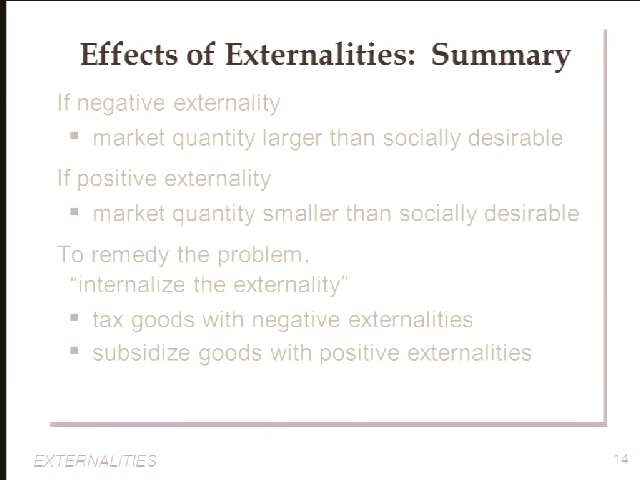 Effects of Externalities: Summary
If negative externality
▪ market quantity larger than socially desirable
If positive externality
▪ market quantity smaller than socially desirable
To remedy the problem,
“internalize the externality”
▪ tax goods with negative externalities
▪ subsidize goods with positive externalities
EXTERNALITIES
14